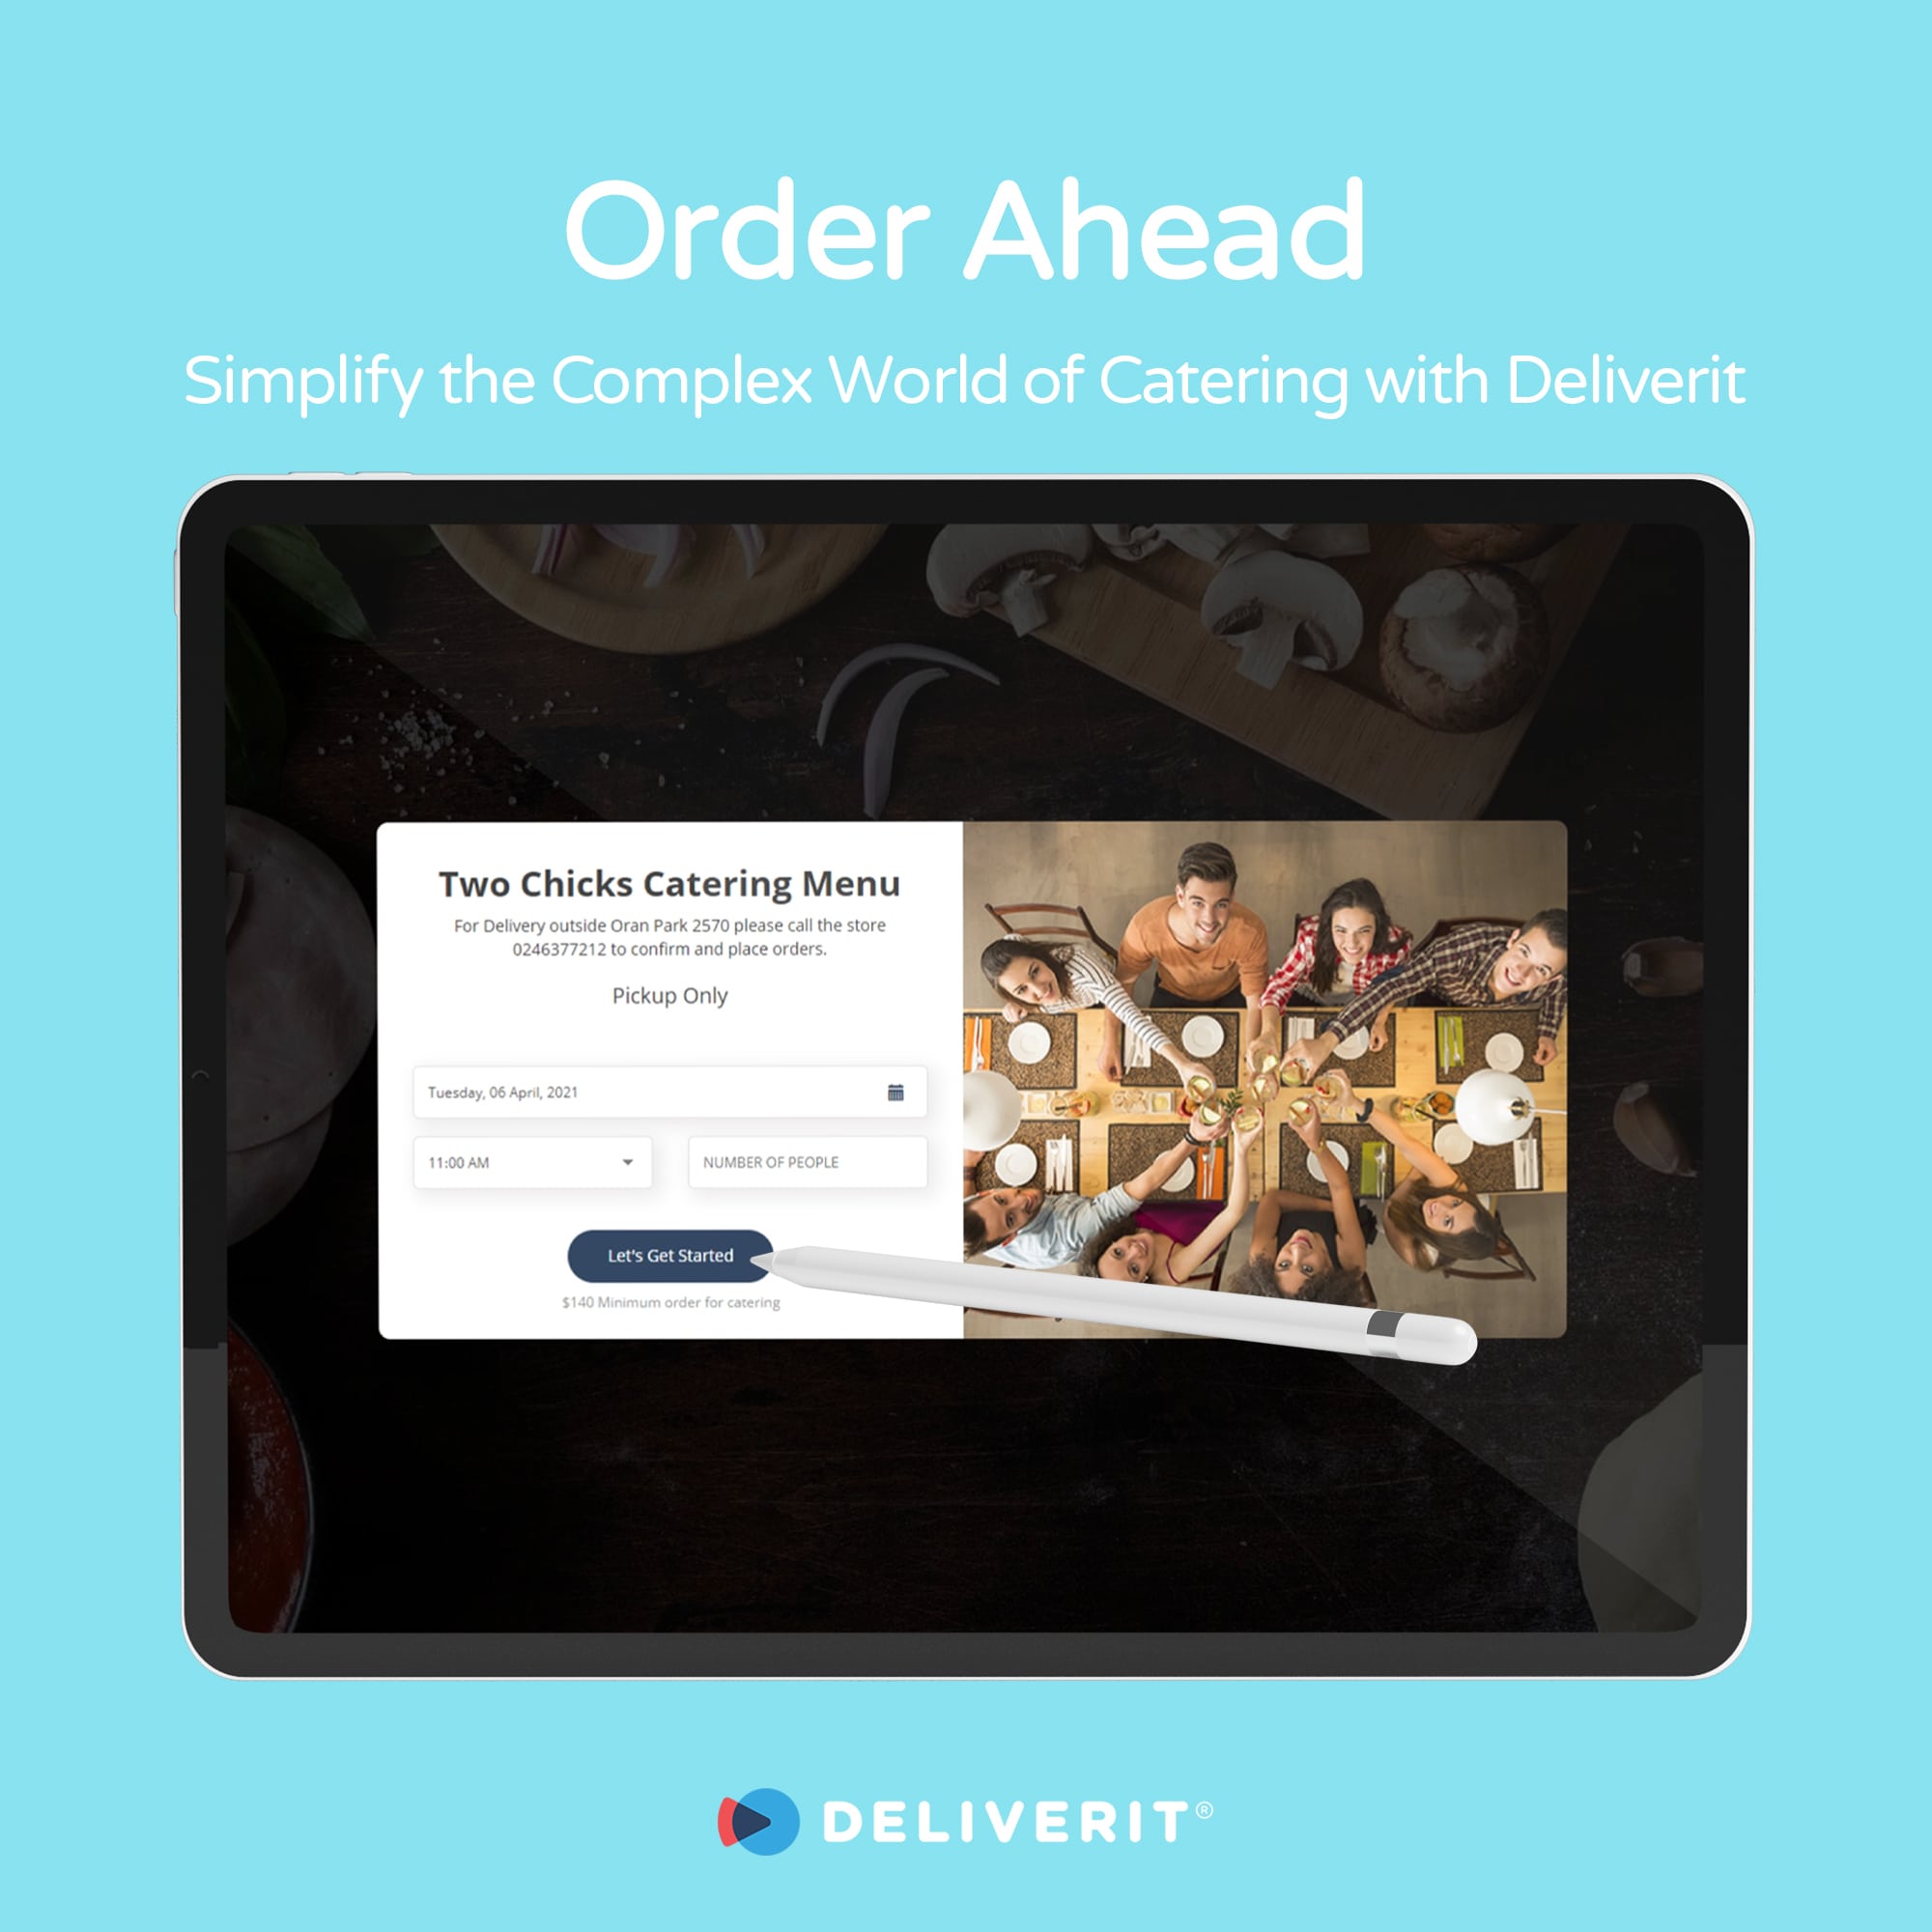 Order Ahead
Simplify the Complex World of Catering with Deliverit
Two Chicks Catering Menu
For Delivery outside Oran Park 2570 please call the store
0246377212 to confirm and place orders.
Pickup Only
Tuesday, 06 April, 2021
11:00 AM
NUMBER OF PEOPLE
Let's Get Started
$140 Minimum order for catering
DELIVERIT®